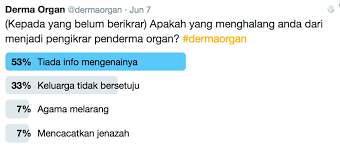 Derma Organ @dermaorgan · Jun 7
(Kepada yang belum berikrar) Apakah yang menghalang anda dari
menjadi pengikrar penderma organ? #dermaorgan
53% Tiada info mengenainya
33% Keluarga tidak bersetuju
7% Agama melarang
7% Mencacatkan jenazah